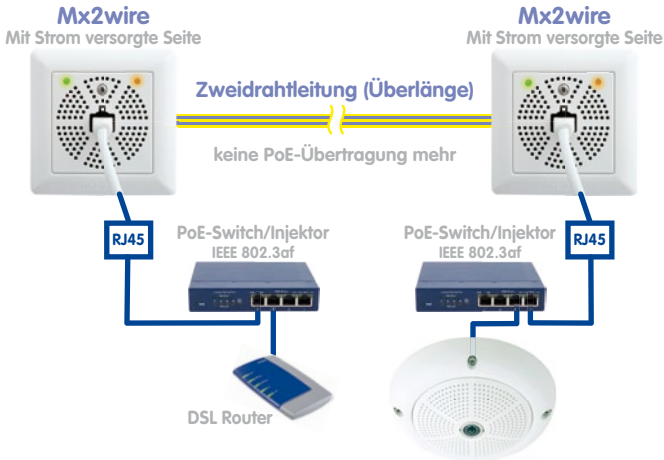 Mx2wire
Mit Strom versorgte Seite
Mx2wire
Mit Strom versorgte Seite
Zweidrahtleitung (Überlänge)
keine PoE-Übertragung mehr
RJ45
PoE-Switch/Injektor
IEEE 802.3af
PoE-Switch/Injektor
IEEE 802.3af
RJ45
DSL Router